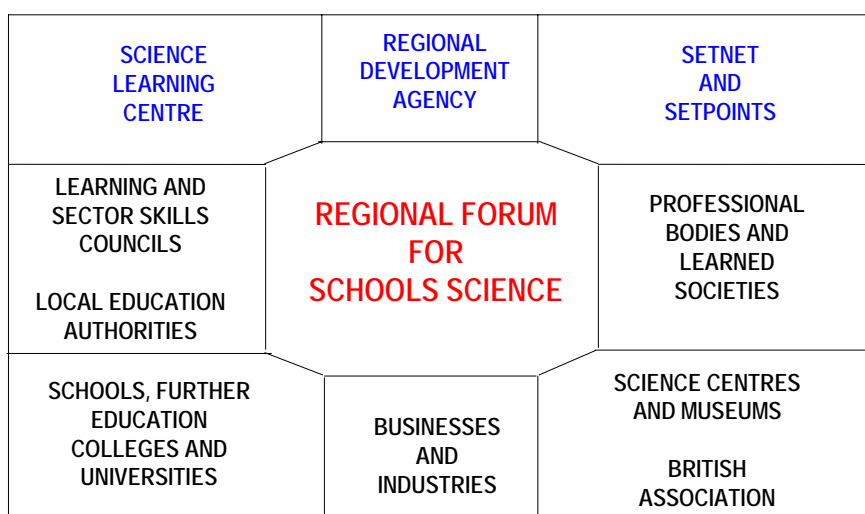 SCIENCE
LEARNING
CENTRE
REGIONAL
DEVELOPMENT
AGENCY
SETNET
AND
SETPOINTS
LEARNING AND
SECTOR SKILLS
COUNCILS
LOCAL EDUCATION
AUTHORITIES
REGIONAL FORUM
FOR
SCHOOLS SCIENCE
PROFESSIONAL
BODIES AND
LEARNED
SOCIETIES
SCHOOLS, FURTHER
EDUCATION
COLLEGES AND
UNIVERSITIES
BUSINESSES
AND
INDUSTRIES
SCIENCE CENTRES
AND MUSEUMS
BRITISH
ASSOCIATION